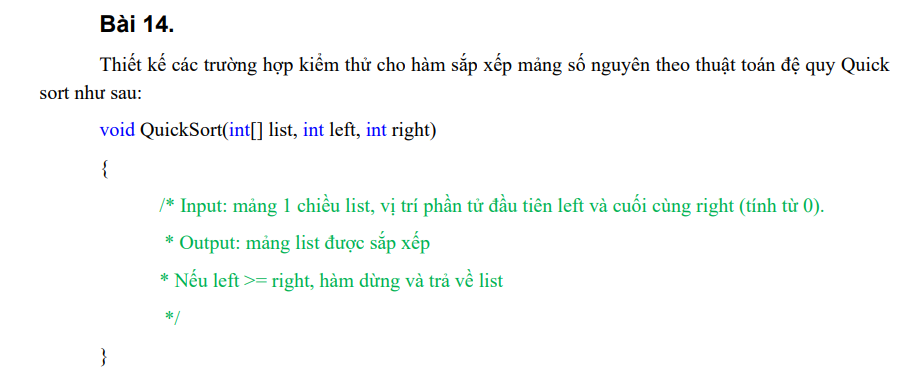 Bài 14.
Thiết kế các trường hợp kiểm thử cho hàm sắp xếp mảng số nguyên theo thuật toán đệ quy Quick
sort như sau:
void QuickSort(int[] list, int left, int right)
{
/* Input: mảng 1 chiều list, vị trí phần tử đầu tiên left và cuối cùng right (tính từ 0).
* Output: mảng list được sắp xếp
* Nếu left >= right, hàm dừng và trả về list
*/
}